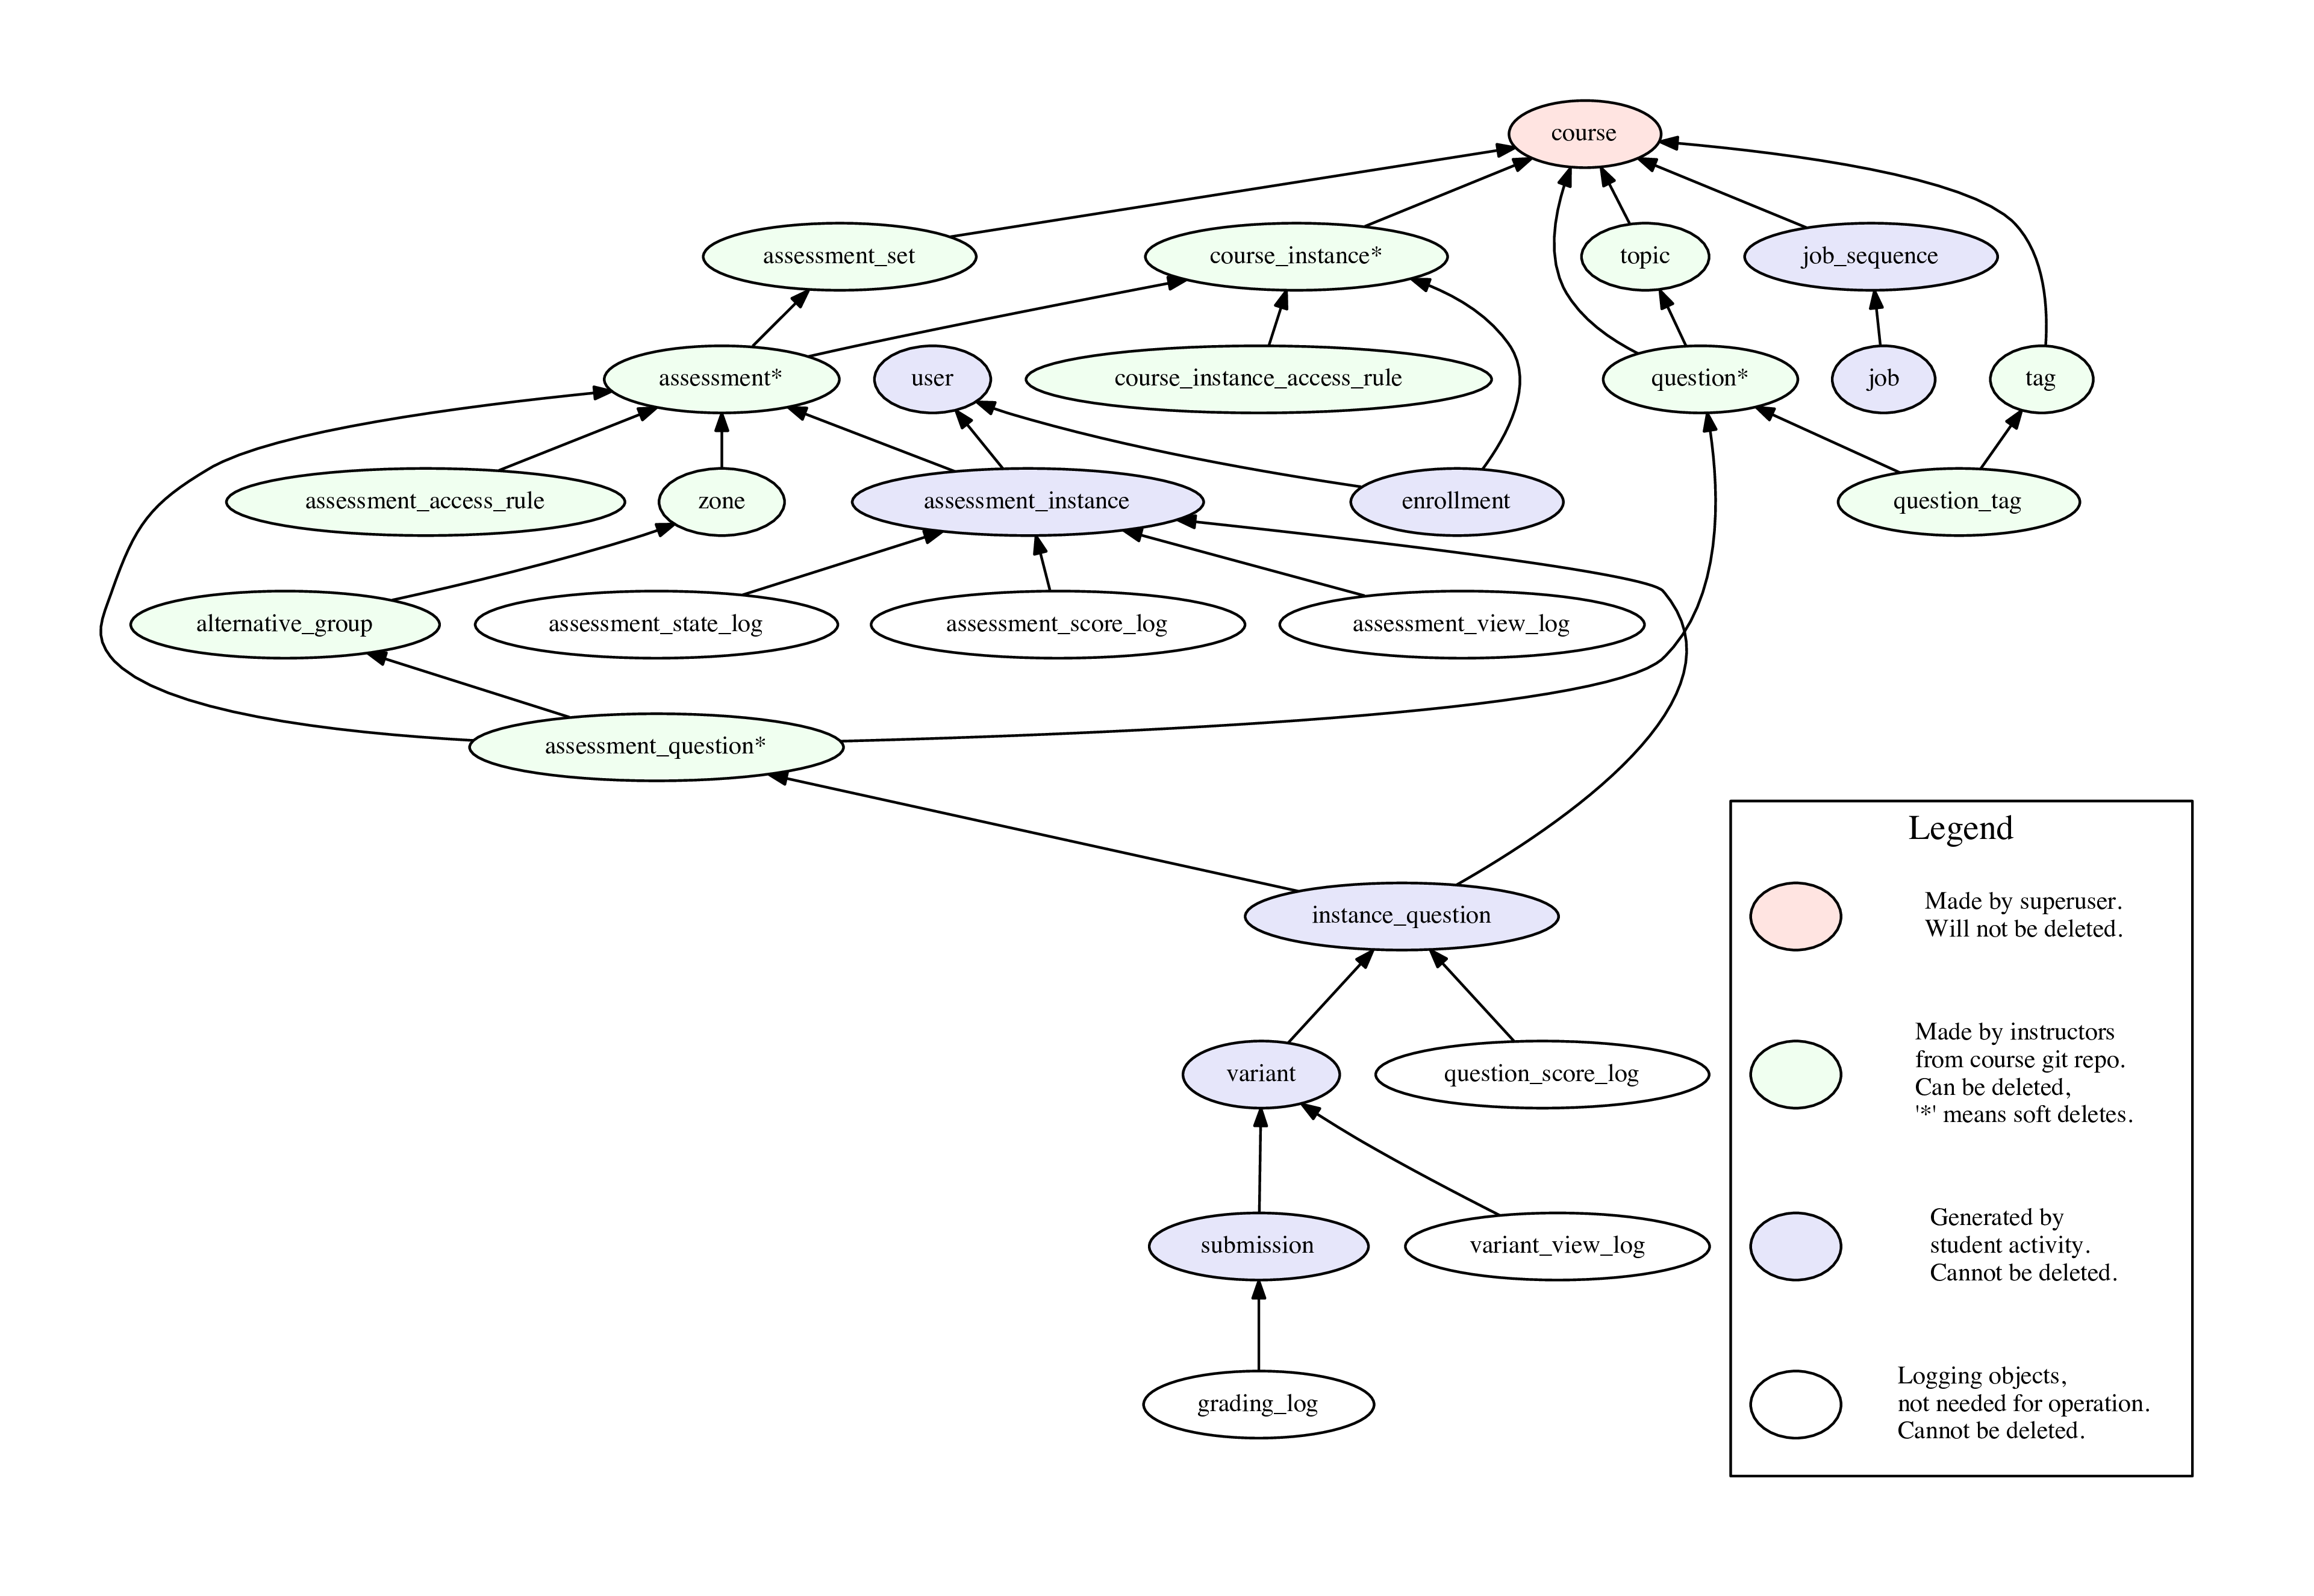 course
assessment_set
course_instance*
topic
job_sequence
assessment*
user
course_instance_access_rule
question*
job
tag
assessment_access_rule
zone
assessment_instance
enrollment
question_tag
alternative_group
assessment_state_log
assessment_score_log
assessment_view_log
assessment_question*
instance_question
variant
question_score_log
submission
variant_view_log
grading_log
Legend
Made by superuser.
Will not be deleted.
Made by instructors
from course git repo.
Can be deleted,
'*' means soft deletes.
Generated by
student activity.
Cannot be deleted.
Logging objects,
not needed for operation.
Cannot be deleted.